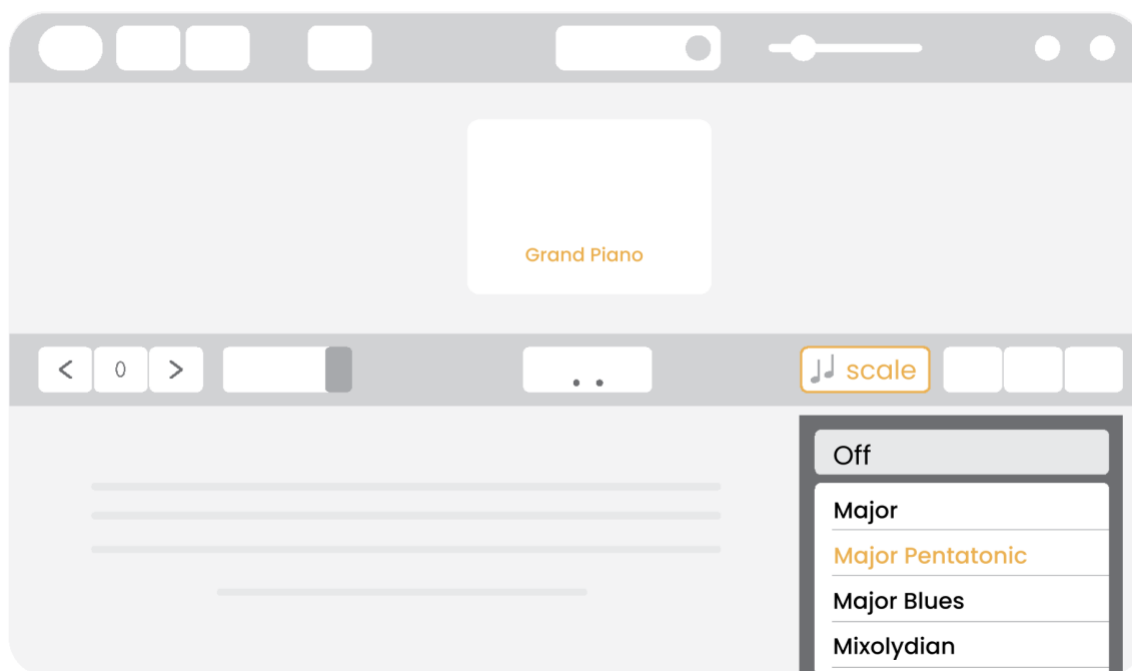 Grand Piano
< 0 >
scale
Off
Major
Major Pentatonic
Major Blues
Mixolydian